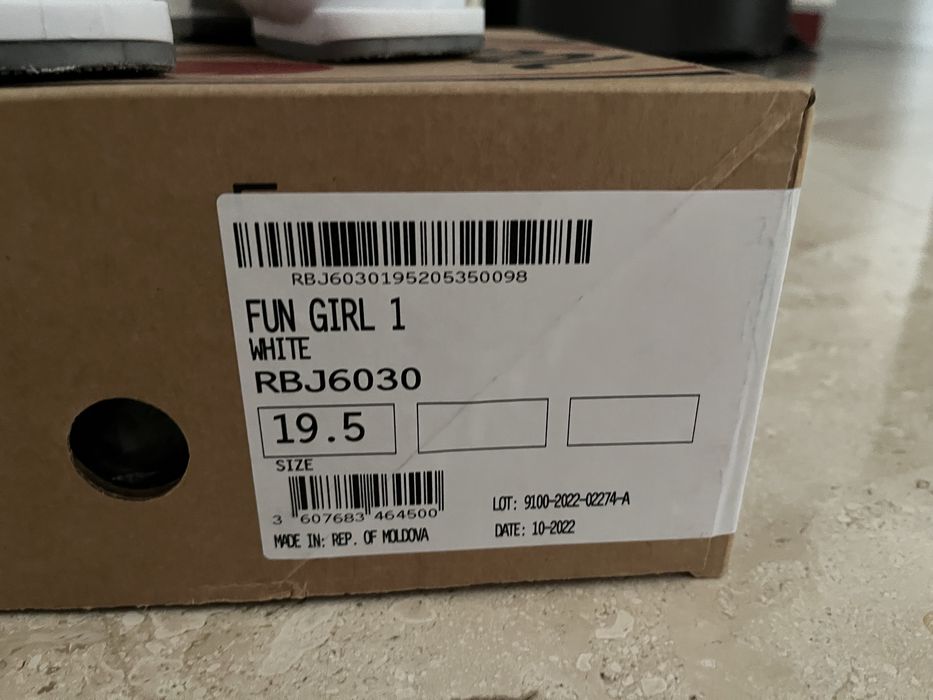 RBJ6030195205350098
FUN GIRL 1
WHITE
RBJ6030
19.5
SIZE
3 607683 464500
LOT: 9100-2022-02274-A
MADE IN: REP. OF MOLDOVA
DATE: 10-2022